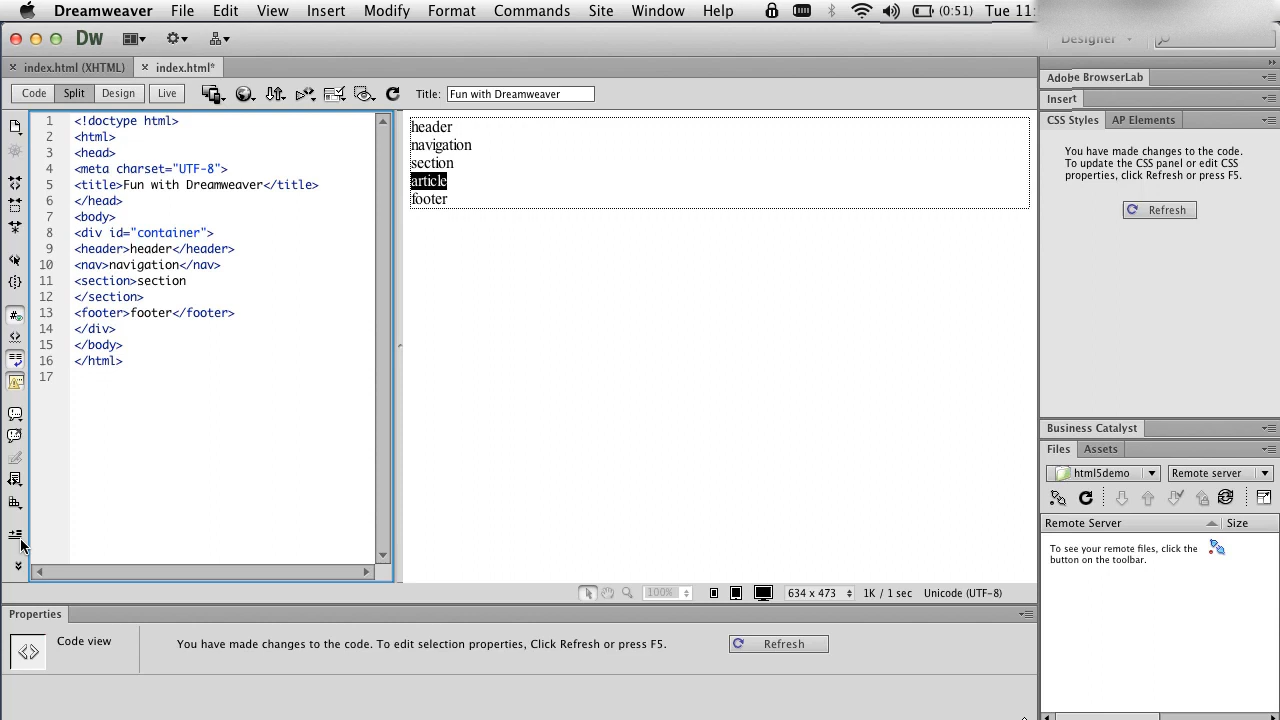 Dreamweaver File Edit View Insert Modify Format Commands Site Window Help (0:51) Tue 11:
Dw Designer
index.html (XHTML) index.html*
Code Split Design Live Title: Fun with Dreamweaver
Adobe BrowserLab
Insert
CSS Styles AP Elements
You have made changes to the code.
To update the CSS panel or edit CSS
properties, click Refresh or press F5.
Refresh
1 <!doctype html>
2 <html>
3 <head>
4 <meta charset="UTF-8">
5 <title>Fun with Dreamweaver</title>
6 </head>
7 <body>
8 <div id="container">
9 <header>header</header>
10 <nav>navigation</nav>
11 <section>section
12 </section>
13 <footer>footer</footer>
14 </div>
15 </body>
16 </html>
17
header
navigation
section
article
footer
Business Catalyst
Files Assets
html5demo Remote server
Remote Server Size
To see your remote files, click the
button on the toolbar.
100% 634 x 473 1K / 1 sec Unicode (UTF-8)
Properties
Code view
You have made changes to the code. To edit selection properties, Click Refresh or press F5.
Refresh